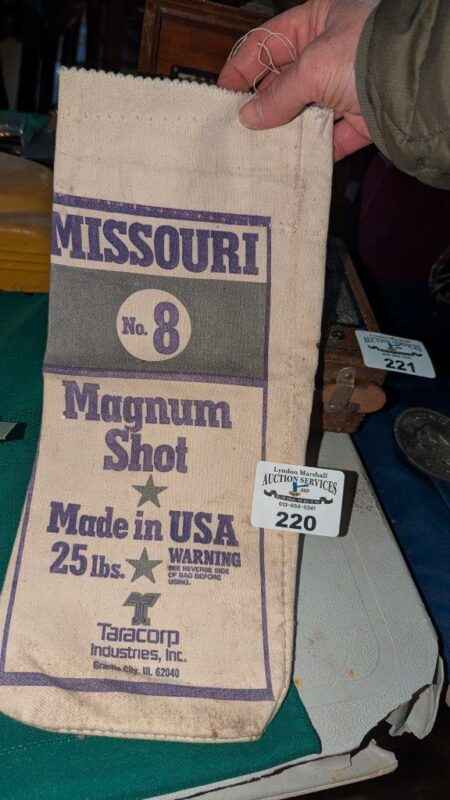 MISSOURI
No. 8
Magnum
Shot
Made in USA
25 lbs. WARNING
SEE REVERSE SIDE
OF BAG BEFORE
USING.
Taracorp
Industries, Inc.
Granite City, Ill. 62040
Lyndon Marshall
AUCTION SERVICES
220
221